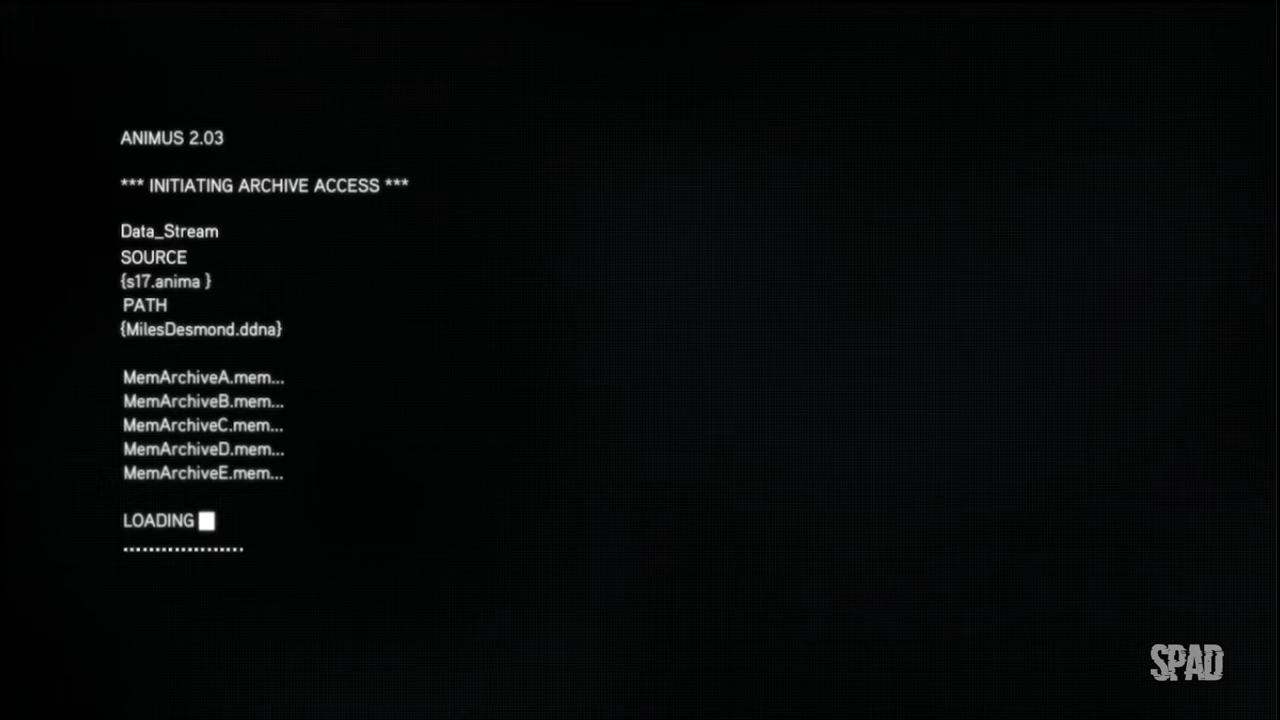 ANIMUS 2.03
*** INITIATING ARCHIVE ACCESS ***
Data_Stream
SOURCE
{s17.anima }
PATH
{MilesDesmond.ddna}
MemArchiveA.mem...
MemArchiveB.mem...
MemArchiveC.mem...
MemArchiveD.mem...
MemArchiveE.mem...
LOADING
...................
SPAD